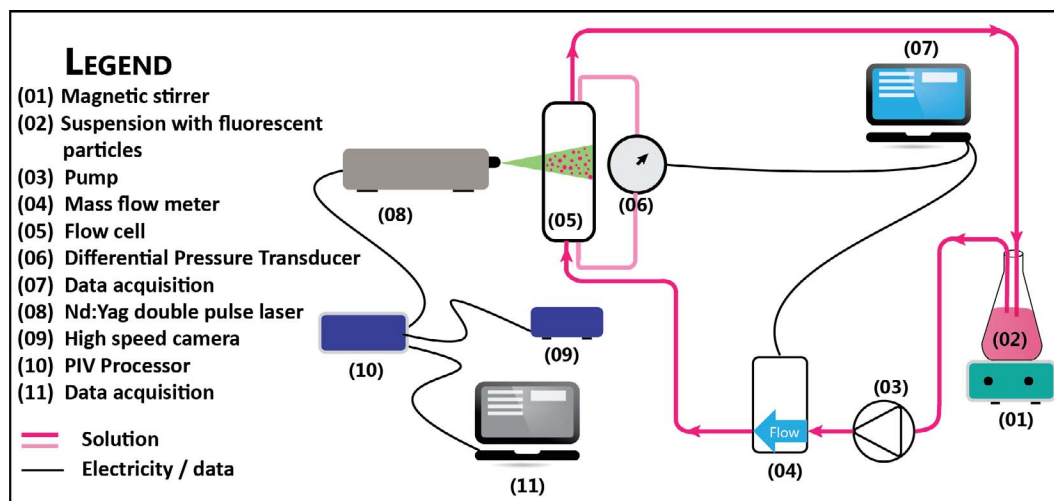 LEGEND
(01) Magnetic stirrer
(02) Suspension with fluorescent
particles
(03) Pump
(04) Mass flow meter
(05) Flow cell
(06) Differential Pressure Transducer
(07) Data acquisition
(08) Nd:Yag double pulse laser
(09) High speed camera
(10) PIV Processor
(11) Data acquisition
Solution
Electricity / data
(07)
(08)
(05)
(06)
(10)
(09)
(11)
Flow
(04)
(03)
(02)
(01)